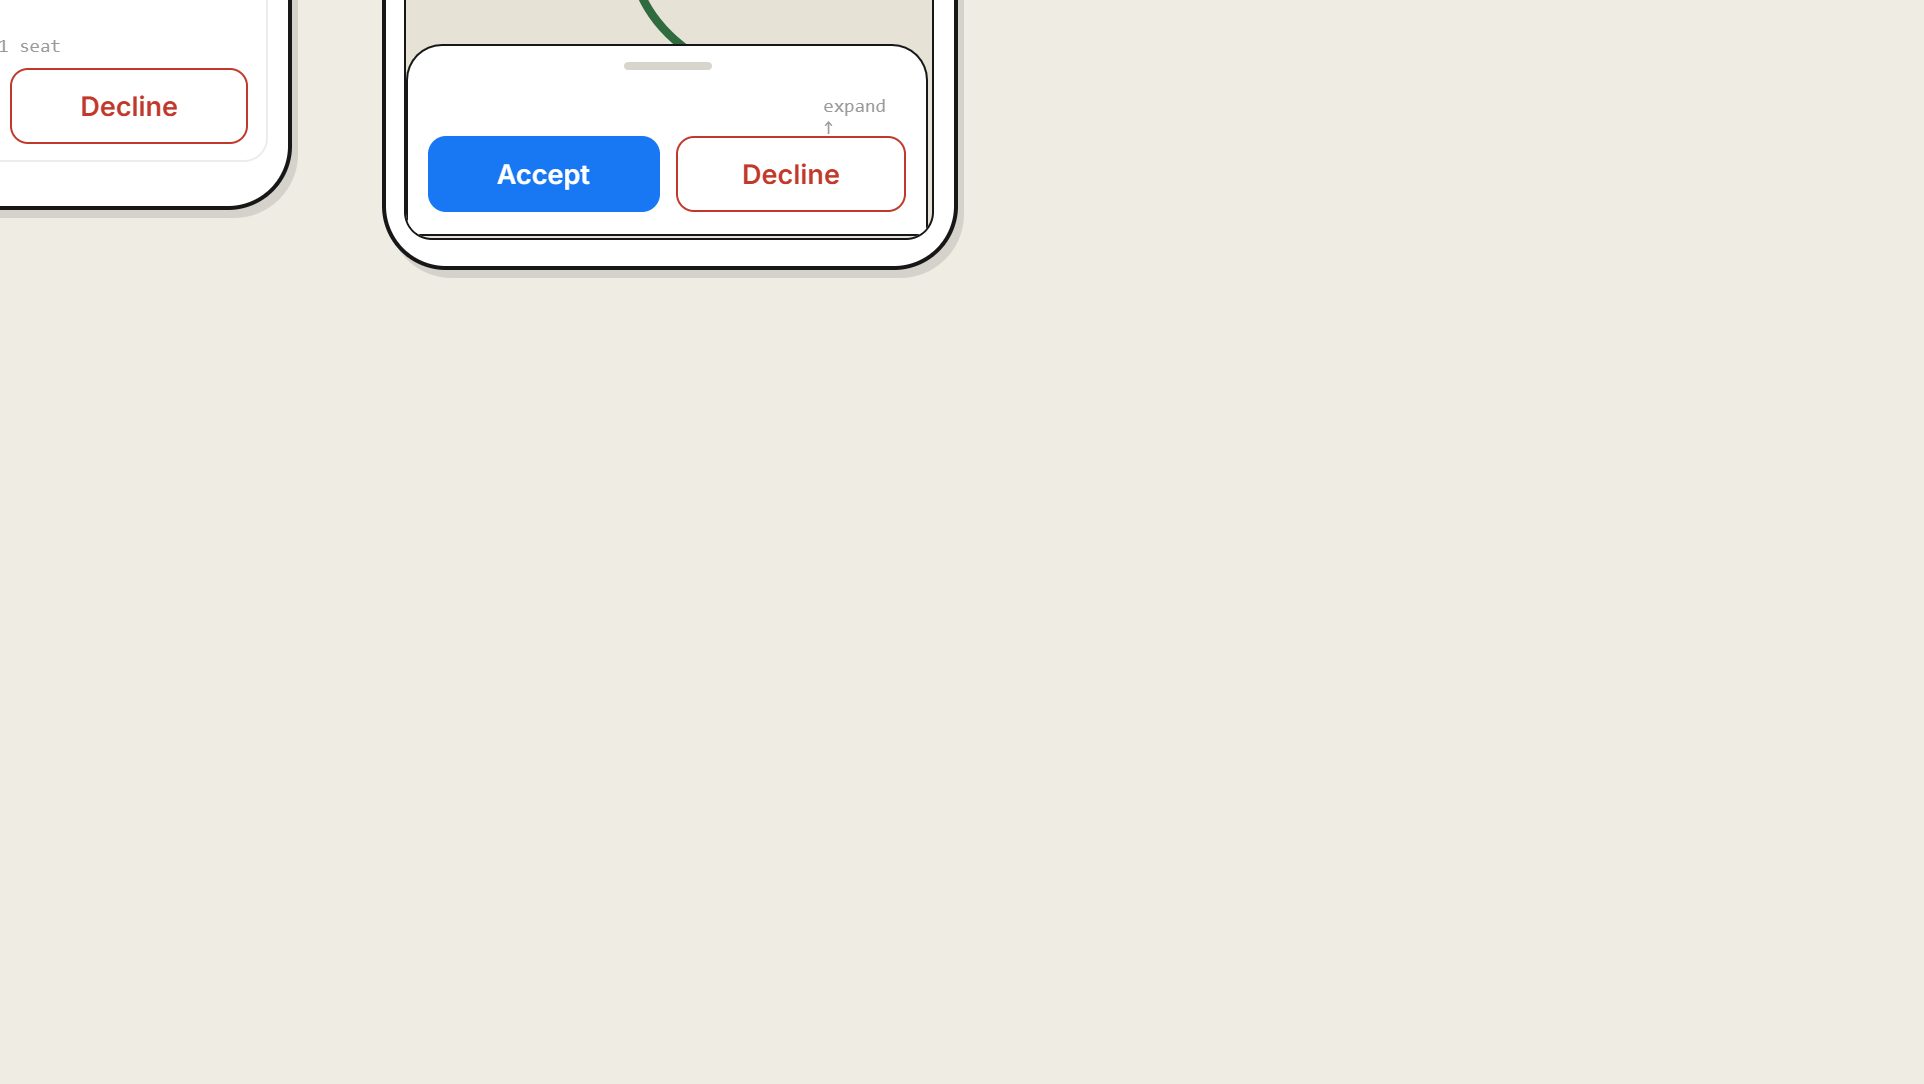 1 seat
Decline
expand
↑
Accept
Decline